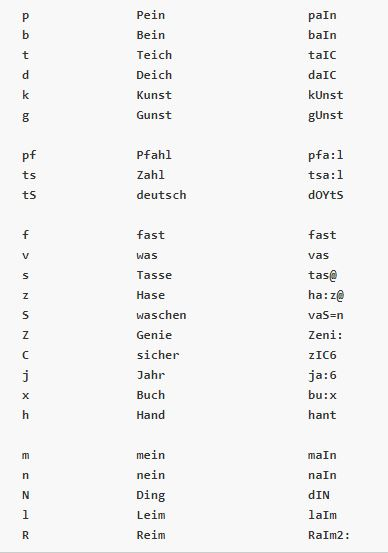 p Pein paIn
b Bein baIn
t Teich taIC
d Deich daIC
k Kunst kUnst
g Gunst gUnst
pf Pfahl pfa:l
ts Zahl tsa:l
tS deutsch dOYtS
f fast fast
v was vas
s Tasse tas@
z Hase ha:z@
S waschen vaS=n
Z Genie Zeni:
C sicher zIC6
j Jahr ja:6
x Buch bu:x
h Hand hant
m mein maIn
n nein naIn
N Ding dIN
l Leim laIm
R Reim RaIm2: